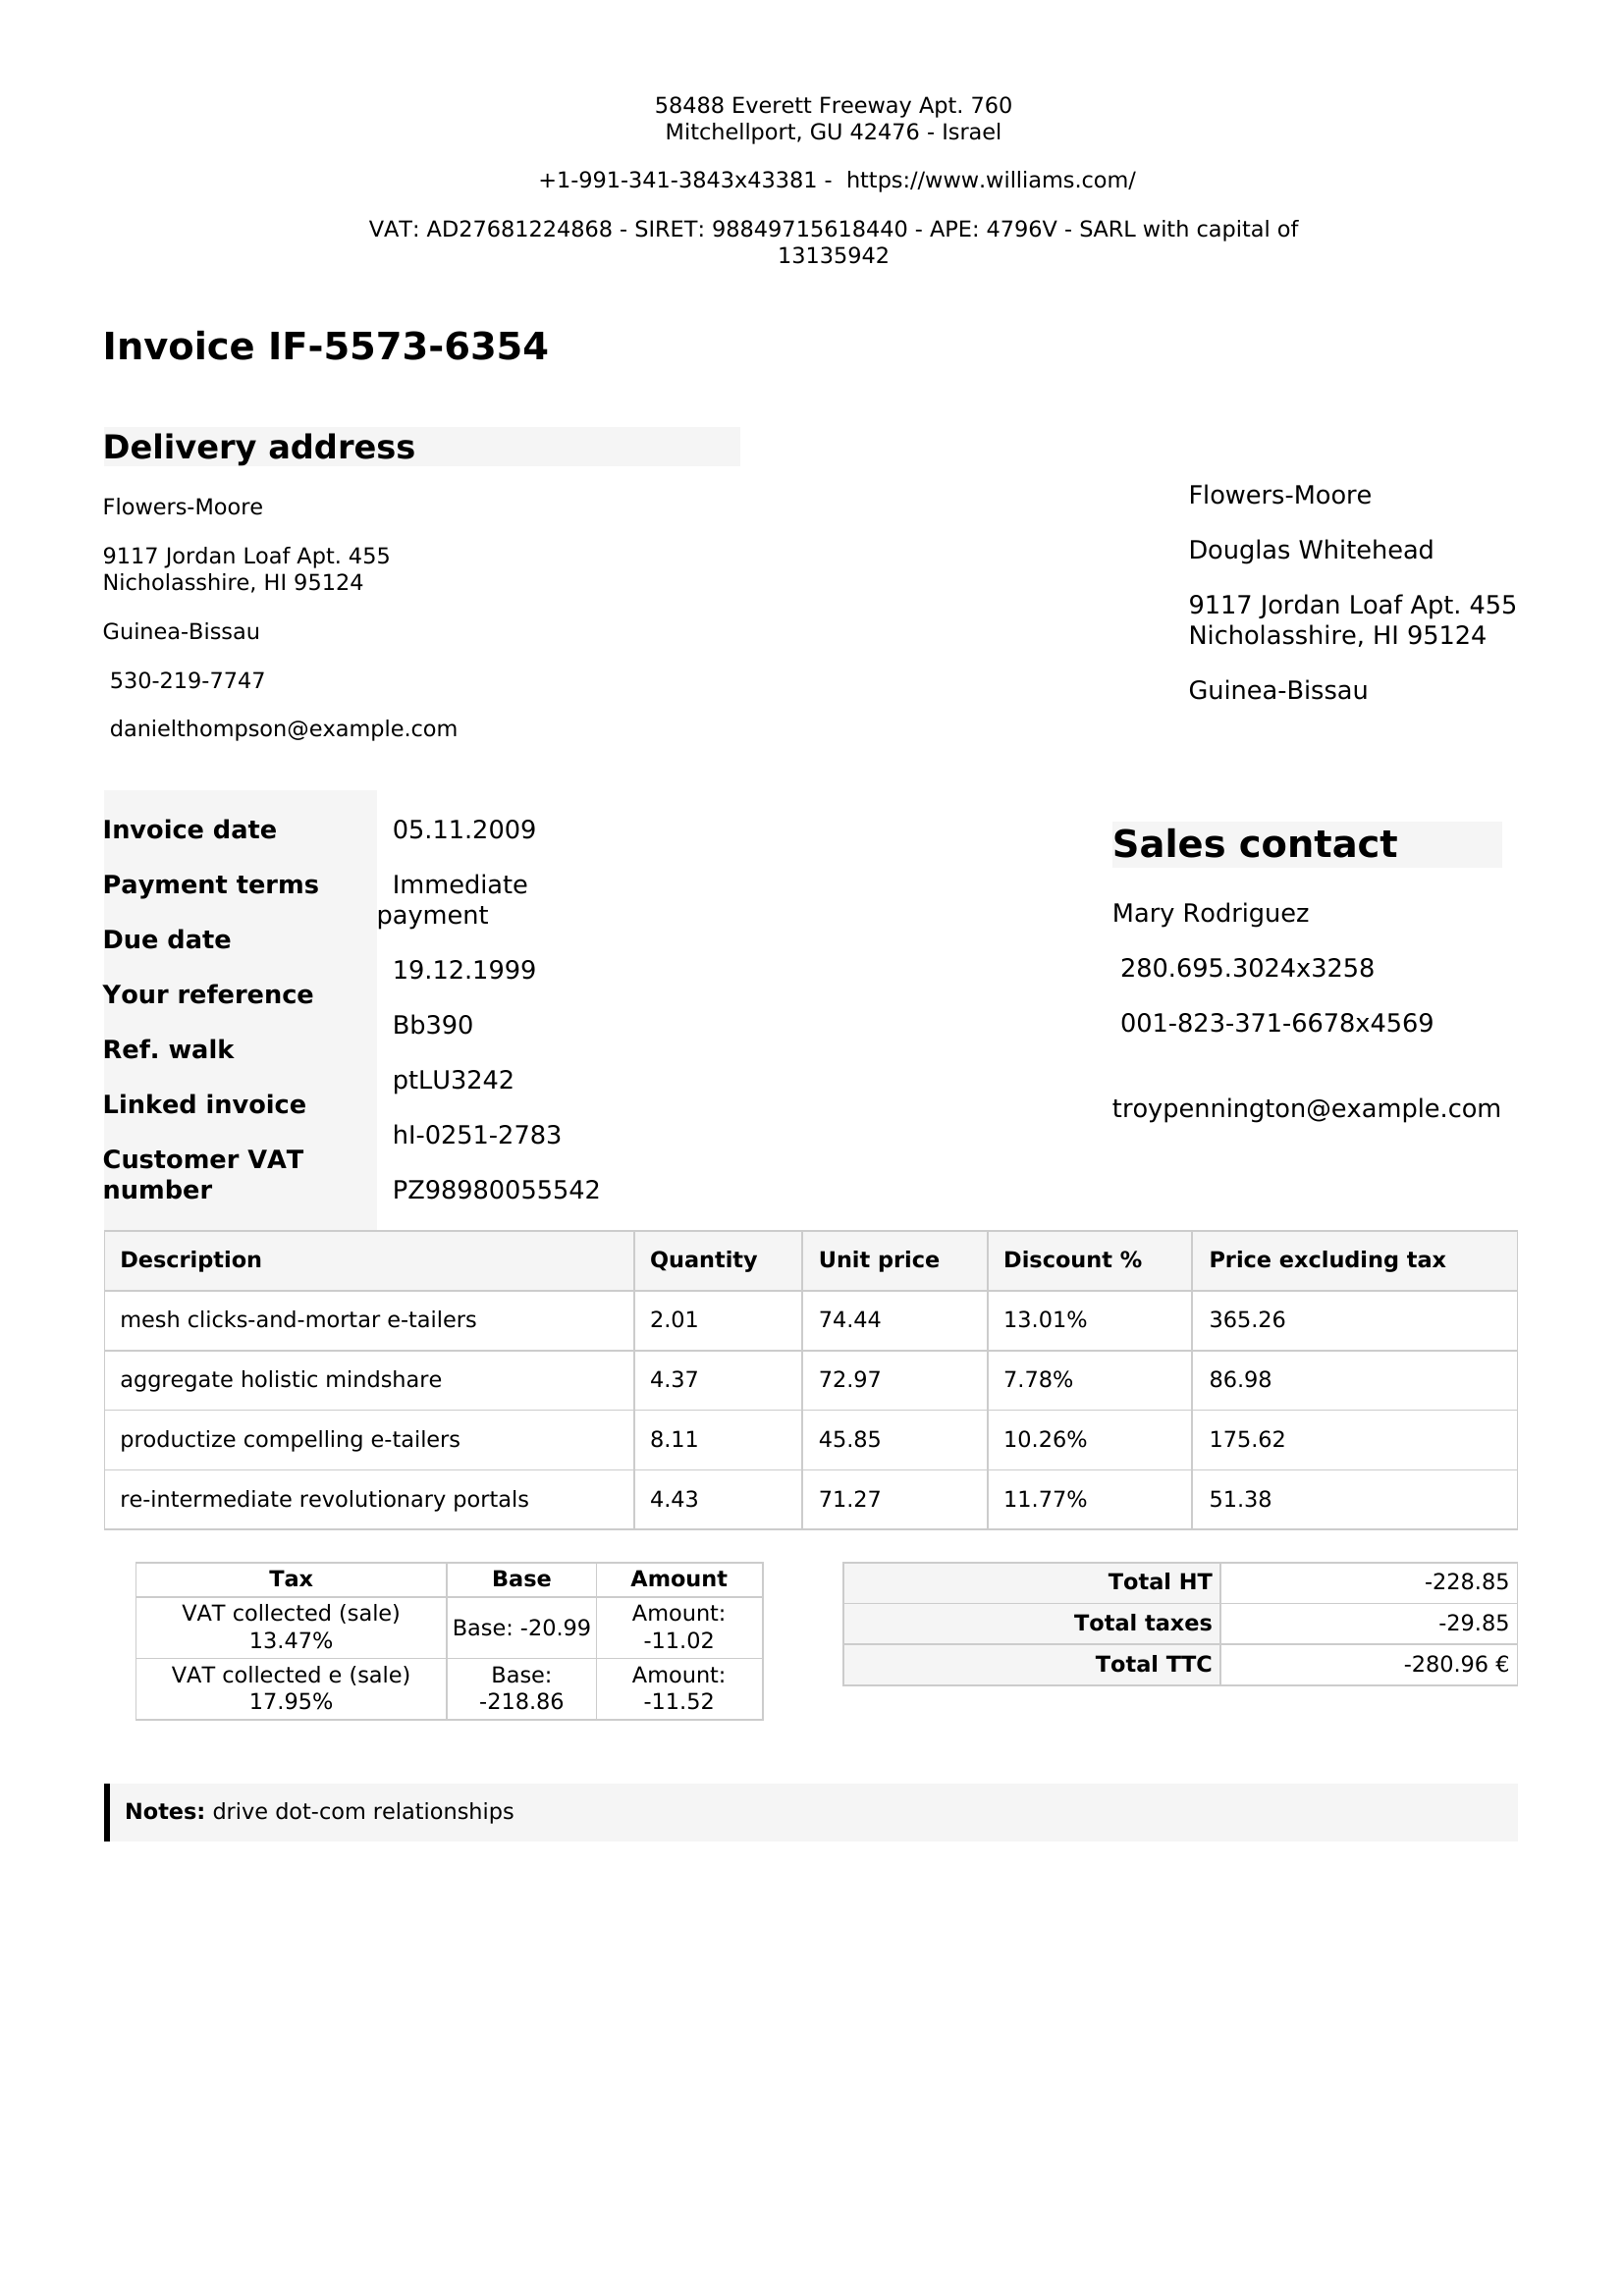 58488 Everett Freeway Apt. 760
Mitchellport, GU 42476 - Israel
+1-991-341-3843x43381 - https://www.williams.com/
VAT: AD27681224868 - SIRET: 98849715618440 - APE: 4796V - SARL with capital of
13135942
Invoice IF-5573-6354
Delivery address
Flowers-Moore
9117 Jordan Loaf Apt. 455
Nicholasshire, HI 95124
Guinea-Bissau
530-219-7747
danielthompson@example.com
Flowers-Moore
Douglas Whitehead
9117 Jordan Loaf Apt. 455
Nicholasshire, HI 95124
Guinea-Bissau
Invoice date
Payment terms
Due date
Your reference
Ref. walk
Linked invoice
Customer VAT
number
05.11.2009
Immediate
payment
19.12.1999
Bb390
ptLU3242
hI-0251-2783
PZ98980055542
Sales contact
Mary Rodriguez
280.695.3024x3258
001-823-371-6678x4569
troypennington@example.com
Description Quantity Unit price Discount % Price excluding tax
mesh clicks-and-mortar e-tailers 2.01 74.44 13.01% 365.26
aggregate holistic mindshare 4.37 72.97 7.78% 86.98
productize compelling e-tailers 8.11 45.85 10.26% 175.62
re-intermediate revolutionary portals 4.43 71.27 11.77% 51.38
Tax Base Amount
VAT collected (sale)
13.47%
Base: -20.99
Amount:
-11.02
VAT collected e (sale)
17.95%
Base:
-218.86
Amount:
-11.52
Total HT -228.85
Total taxes -29.85
Total TTC -280.96 €
Notes: drive dot-com relationships